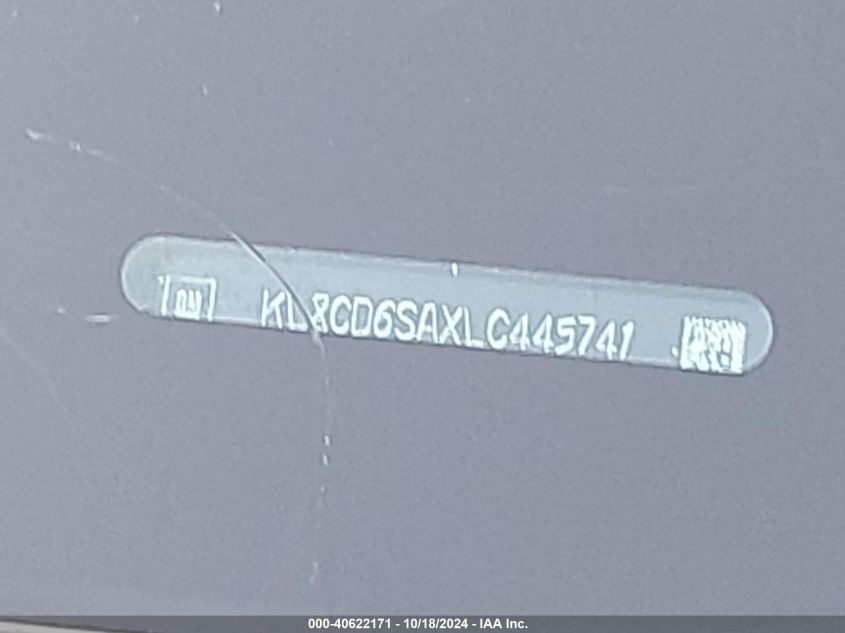 KL8CD6SAXLC445741
000-40622171 - 10/18/2024 - IAA Inc.